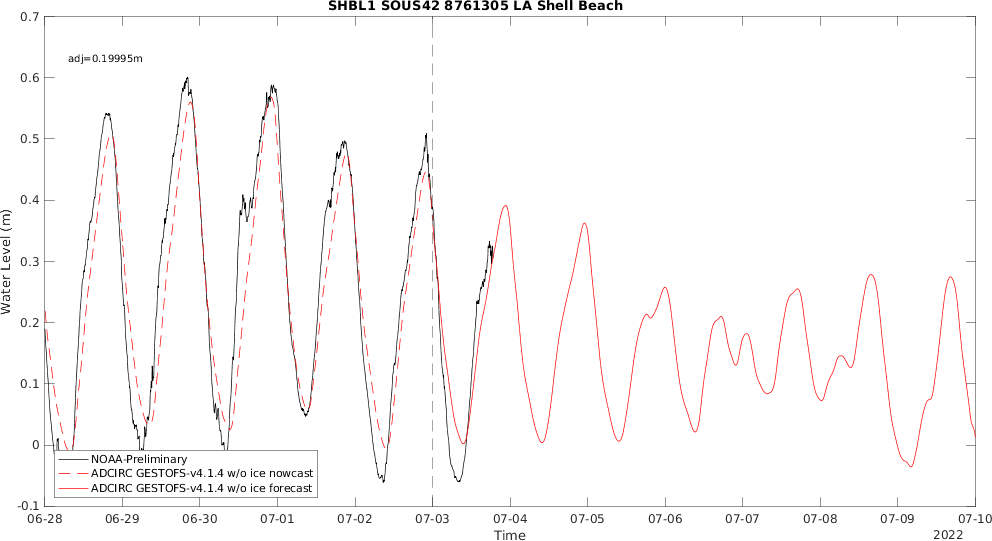 SHBL1 SOUS42 8761305 LA Shell Beach
adj=0.19995m
Water Level (m)
0.7
0.6
0.5
0.4
0.3
0.2
0.1
0
-0.1
NOAA-Preliminary
ADCIRC GESTOFS-v4.1.4 w/o ice nowcast
ADCIRC GESTOFS-v4.1.4 w/o ice forecast
06-28 06-29 06-30 07-01 07-02 07-03 07-04 07-05 07-06 07-07 07-08 07-09 07-10
Time
2022